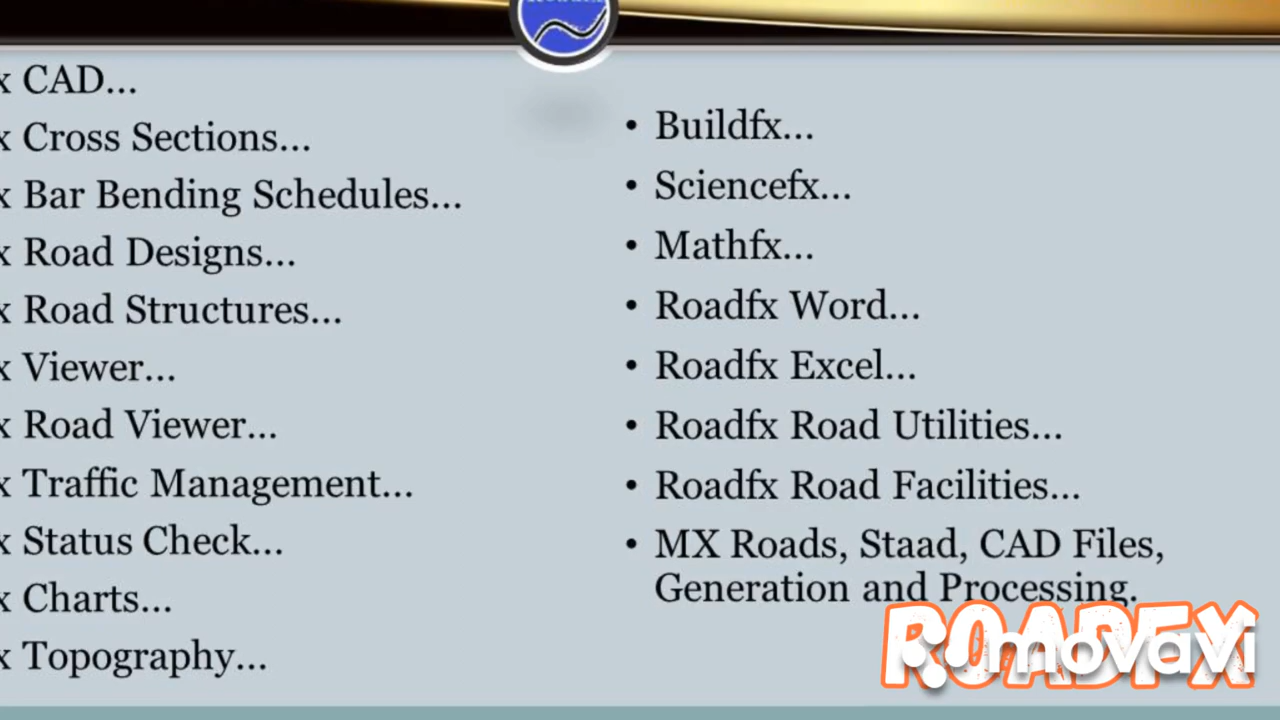 x CAD...
x Cross Sections...
x Bar Bending Schedules...
x Road Designs...
x Road Structures...
x Viewer...
x Road Viewer...
x Traffic Management...
x Status Check...
x Charts...
x Topography...
• Buildfx...
• Sciencefx...
• Mathfx...
• Roadfx Word...
• Roadfx Excel...
• Roadfx Road Utilities...
• Roadfx Road Facilities...
• MX Roads, Staad, CAD Files,
Generation and Processing.
ROADFX
movavi